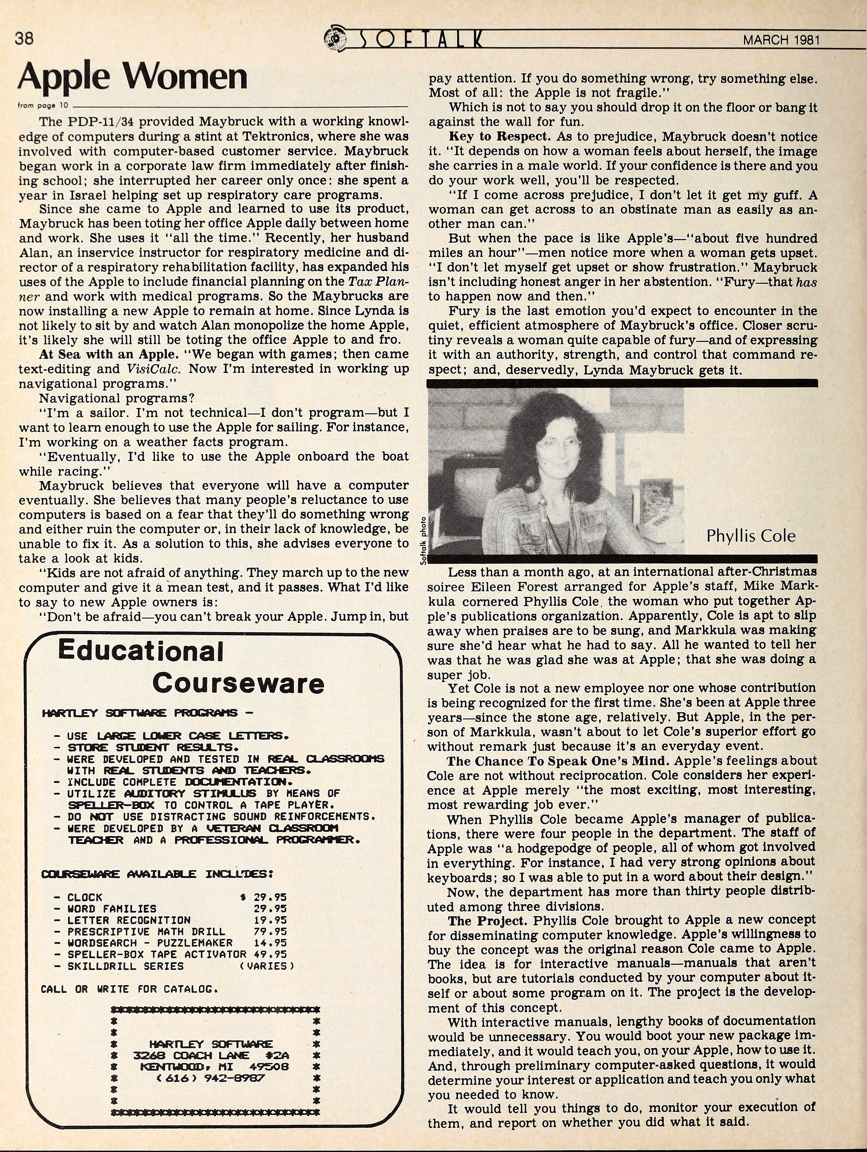 38
SOFTALK
MARCH 1981
Apple Women
from page 10
The PDP-11/34 provided Maybruck with a working knowl-
edge of computers during a stint at Tektronics, where she was
involved with computer-based customer service. Maybruck
began work in a corporate law firm immediately after finish-
ing school; she interrupted her career only once: she spent a
year in Israel helping set up respiratory care programs.
Since she came to Apple and learned to use its product,
Maybruck has been toting her office Apple daily between home
and work. She uses it "all the time." Recently, her husband
Alan, an inservice instructor for respiratory medicine and di-
rector of a respiratory rehabilitation facility, has expanded his
uses of the Apple to include financial planning on the Tax Plan-
ner and work with medical programs. So the Maybrucks are
now installing a new Apple to remain at home. Since Lynda is
not likely to sit by and watch Alan monopolize the home Apple,
it's likely she will still be toting the office Apple to and fro.
At Sea with an Apple. "We began with games; then came
text-editing and VisiCalc. Now I'm interested in working up
navigational programs."
Navigational programs?
"I'm a sailor. I'm not technical—I don't program—but I
want to learn enough to use the Apple for sailing. For instance,
I'm working on a weather facts program.
"Eventually, I'd like to use the Apple onboard the boat
while racing."
Maybruck believes that everyone will have a computer
eventually. She believes that many people's reluctance to use
computers is based on a fear that they'll do something wrong
and either ruin the computer or, in their lack of knowledge, be
unable to fix it. As a solution to this, she advises everyone to
take a look at kids.
"Kids are not afraid of anything. They march up to the new
computer and give it a mean test, and it passes. What I'd like
to say to new Apple owners is:
"Don't be afraid—you can't break your Apple. Jump in, but
Educational
Courseware
HARTLEY SOFTWARE PROGRAMS -
- USE LARGE LOWER CASE LETTERS.
- STORE STUDENT RESULTS.
- WERE DEVELOPED AND TESTED IN REAL CLASSROOMS
WITH REAL STUDENTS AND TEACHERS.
- INCLUDE COMPLETE DOCUMENTATION.
- UTILIZE AUDITORY STIMULUS BY MEANS OF
SPELLER-BOX TO CONTROL A TAPE PLAYER.
- DO NOT USE DISTRACTING SOUND REINFORCEMENTS.
- WERE DEVELOPED BY A VETERAN CLASSROOM
TEACHER AND A PROFESSIONAL PROGRAMMER.
COURSEWARE AVAILABLE INCLUDES:
- CLOCK $ 29.95
- WORD FAMILIES 29.95
- LETTER RECOGNITION 19.95
- PRESCRIPTIVE MATH DRILL 79.95
- WORDSEARCH - PUZZLEMAKER 14.95
- SPELLER-BOX TAPE ACTIVATOR 49.95
- SKILLDRILL SERIES (VARIES)
CALL OR WRITE FOR CATALOG.
HARTLEY SOFTWARE
3268 COACH LANE #2A
KENTWOOD, MI 49508
(616) 942-8987
pay attention. If you do something wrong, try something else.
Most of all: the Apple is not fragile."
Which is not to say you should drop it on the floor or bang it
against the wall for fun.
Key to Respect. As to prejudice, Maybruck doesn't notice
it. "It depends on how a woman feels about herself, the image
she carries in a male world. If your confidence is there and you
do your work well, you'll be respected.
"If I come across prejudice, I don't let it get my guff. A
woman can get across to an obstinate man as easily as an-
other man can."
But when the pace is like Apple's—"about five hundred
miles an hour"—men notice more when a woman gets upset.
"I don't let myself get upset or show frustration." Maybruck
isn't including honest anger in her abstention. "Fury—that has
to happen now and then."
Fury is the last emotion you'd expect to encounter in the
quiet, efficient atmosphere of Maybruck's office. Closer scru-
tiny reveals a woman quite capable of fury—and of expressing
it with an authority, strength, and control that command re-
spect; and, deservedly, Lynda Maybruck gets it.
Softalk photo
Phyllis Cole
Less than a month ago, at an international after-Christmas
soiree Eileen Forest arranged for Apple's staff, Mike Mark-
kula cornered Phyllis Cole, the woman who put together Ap-
ple's publications organization. Apparently, Cole is apt to slip
away when praises are to be sung, and Markkula was making
sure she'd hear what he had to say. All he wanted to tell her
was that he was glad she was at Apple; that she was doing a
super job.
Yet Cole is not a new employee nor one whose contribution
is being recognized for the first time. She's been at Apple three
years—since the stone age, relatively. But Apple, in the per-
son of Markkula, wasn't about to let Cole's superior effort go
without remark just because it's an everyday event.
The Chance To Speak One's Mind. Apple's feelings about
Cole are not without reciprocation. Cole considers her experi-
ence at Apple merely "the most exciting, most interesting,
most rewarding job ever."
When Phyllis Cole became Apple's manager of publica-
tions, there were four people in the department. The staff of
Apple was "a hodgepodge of people, all of whom got involved
in everything. For instance, I had very strong opinions about
keyboards; so I was able to put in a word about their design."
Now, the department has more than thirty people distrib-
uted among three divisions.
The Project. Phyllis Cole brought to Apple a new concept
for disseminating computer knowledge. Apple's willingness to
buy the concept was the original reason Cole came to Apple.
The idea is for interactive manuals—manuals that aren't
books, but are tutorials conducted by your computer about it-
self or about some program on it. The project is the develop-
ment of this concept.
With interactive manuals, lengthy books of documentation
would be unnecessary. You would boot your new package im-
mediately, and it would teach you, on your Apple, how to use it.
And, through preliminary computer-asked questions, it would
determine your interest or application and teach you only what
you needed to know.
It would tell you things to do, monitor your execution of
them, and report on whether you did what it said.